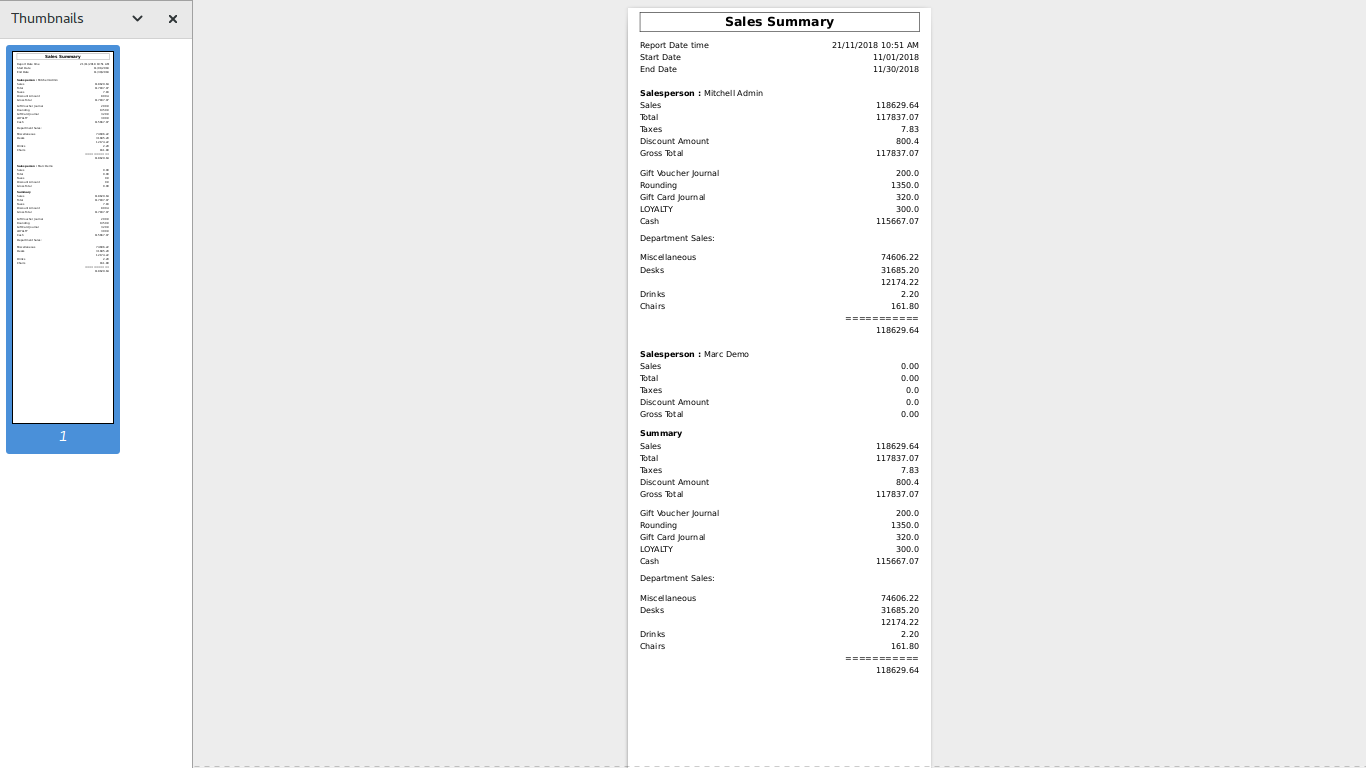 Thumbnails
1
Sales Summary
Report Date time 21/11/2018 10:51 AM
Start Date 11/01/2018
End Date 11/30/2018
Salesperson : Mitchell Admin
Sales 118629.64
Total 117837.07
Taxes 7.83
Discount Amount 800.4
Gross Total 117837.07
Gift Voucher Journal 200.0
Rounding 1350.0
Gift Card Journal 320.0
LOYALTY 300.0
Cash 115667.07
Department Sales:
Miscellaneous 74606.22
Desks 31685.20
12174.22
Drinks 2.20
Chairs 161.80
===========
118629.64
Salesperson : Marc Demo
Sales 0.00
Total 0.00
Taxes 0.0
Discount Amount 0.0
Gross Total 0.00
Summary
Sales 118629.64
Total 117837.07
Taxes 7.83
Discount Amount 800.4
Gross Total 117837.07
Gift Voucher Journal 200.0
Rounding 1350.0
Gift Card Journal 320.0
LOYALTY 300.0
Cash 115667.07
Department Sales:
Miscellaneous 74606.22
Desks 31685.20
12174.22
Drinks 2.20
Chairs 161.80
===========
118629.64